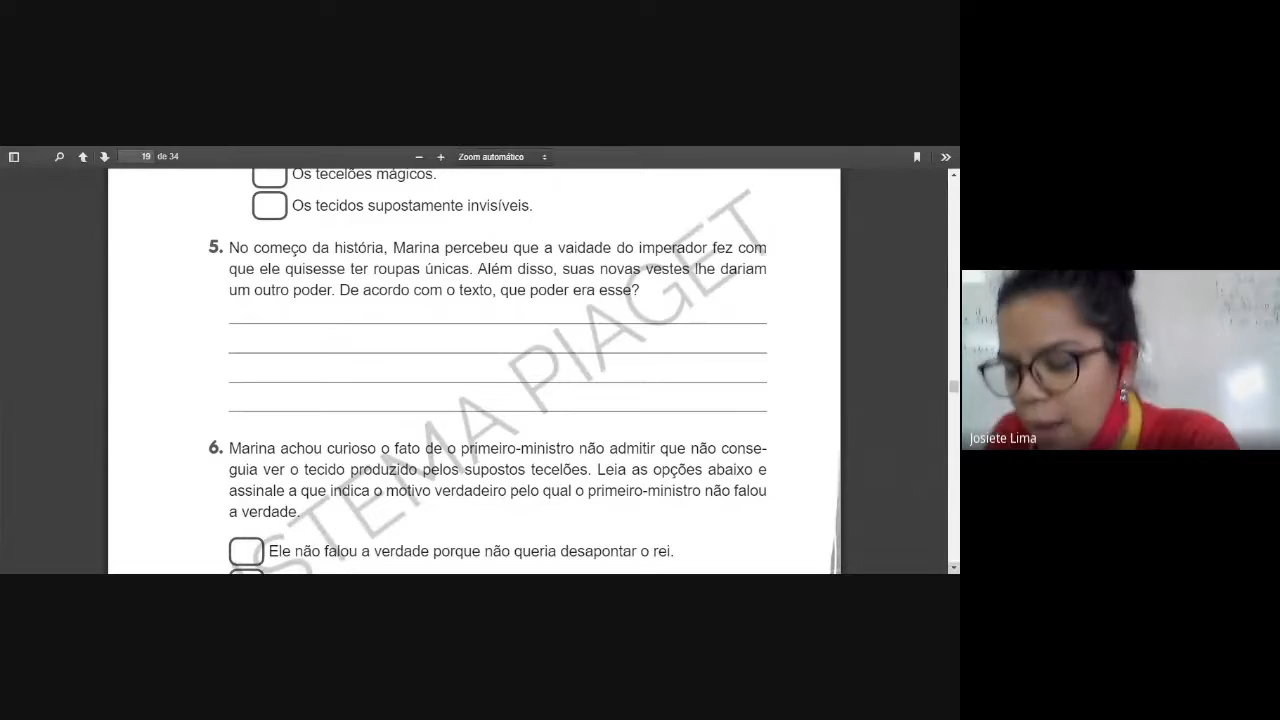 19 de 34
Zoom automático
Os tecelões mágicos.
Os tecidos supostamente invisíveis.
5. No começo da história, Marina percebeu que a vaidade do imperador fez com
que ele quisesse ter roupas únicas. Além disso, suas novas vestes lhe dariam
um outro poder. De acordo com o texto, que poder era esse?
6. Marina achou curioso o fato de o primeiro-ministro não admitir que não conse-
guia ver o tecido produzido pelos supostos tecelões. Leia as opções abaixo e
assinale a que indica o motivo verdadeiro pelo qual o primeiro-ministro não falou
a verdade.
Ele não falou a verdade porque não queria desapontar o rei.
STEMA PIAGET
Josiete Lima